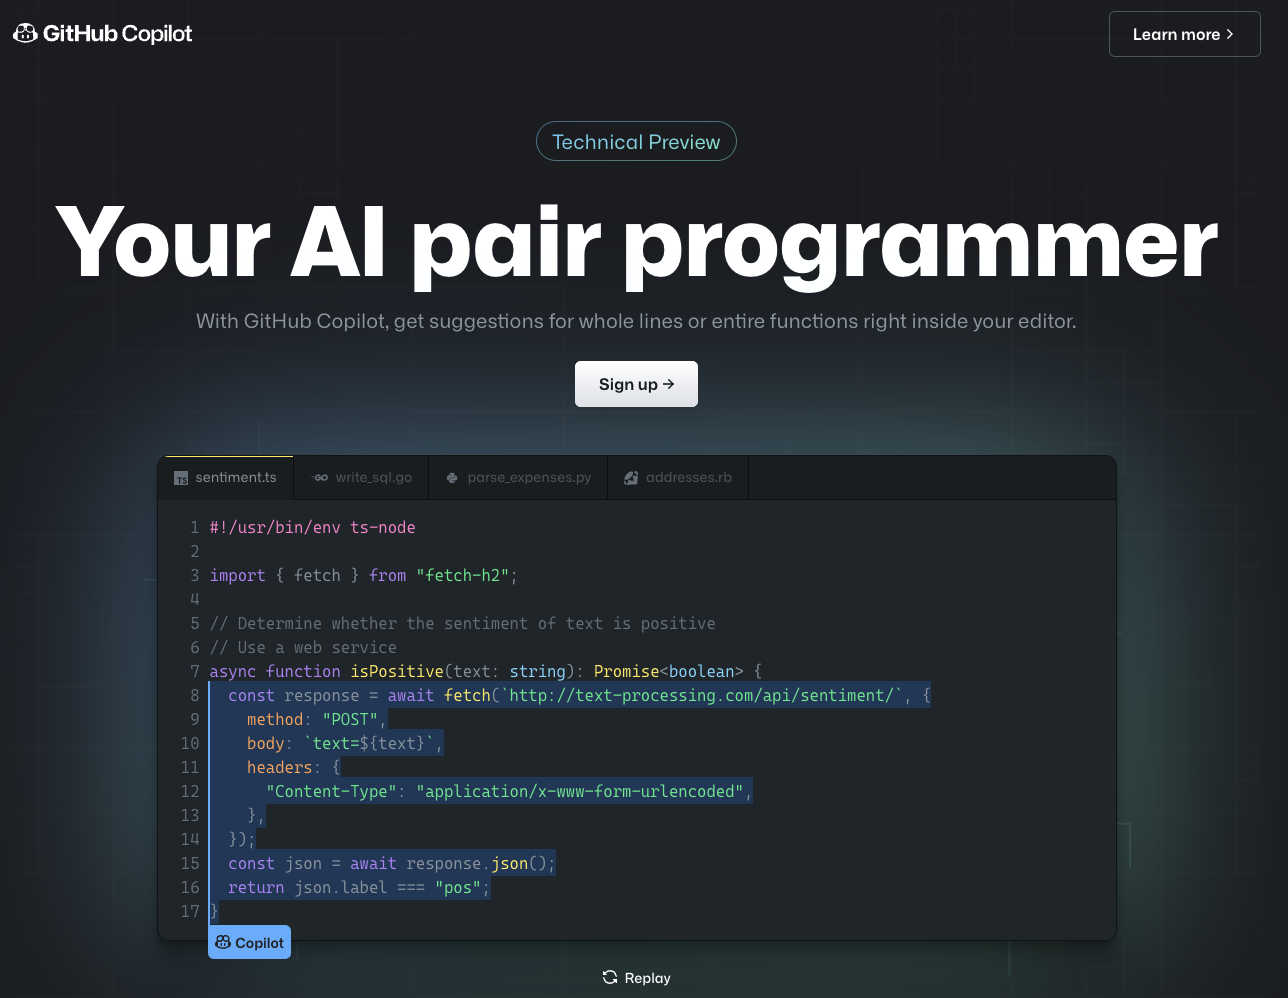 GitHub Copilot
Learn more
Technical Preview
Your AI pair programmer
With GitHub Copilot, get suggestions for whole lines or entire functions right inside your editor.
Sign up →
TS sentiment.ts
GO write_sql.go
parse_expenses.py
addresses.rb
1 #!/usr/bin/env ts-node
2
3 import { fetch } from "fetch-h2";
4
5 // Determine whether the sentiment of text is positive
6 // Use a web service
7 async function isPositive(text: string): Promise<boolean> {
8   const response = await fetch(`http://text-processing.com/api/sentiment/`, {
9     method: "POST",
10     body: `text=${text}`,
11     headers: {
12       "Content-Type": "application/x-www-form-urlencoded",
13     },
14   });
15   const json = await response.json();
16   return json.label === "pos";
17 }
Copilot
Replay